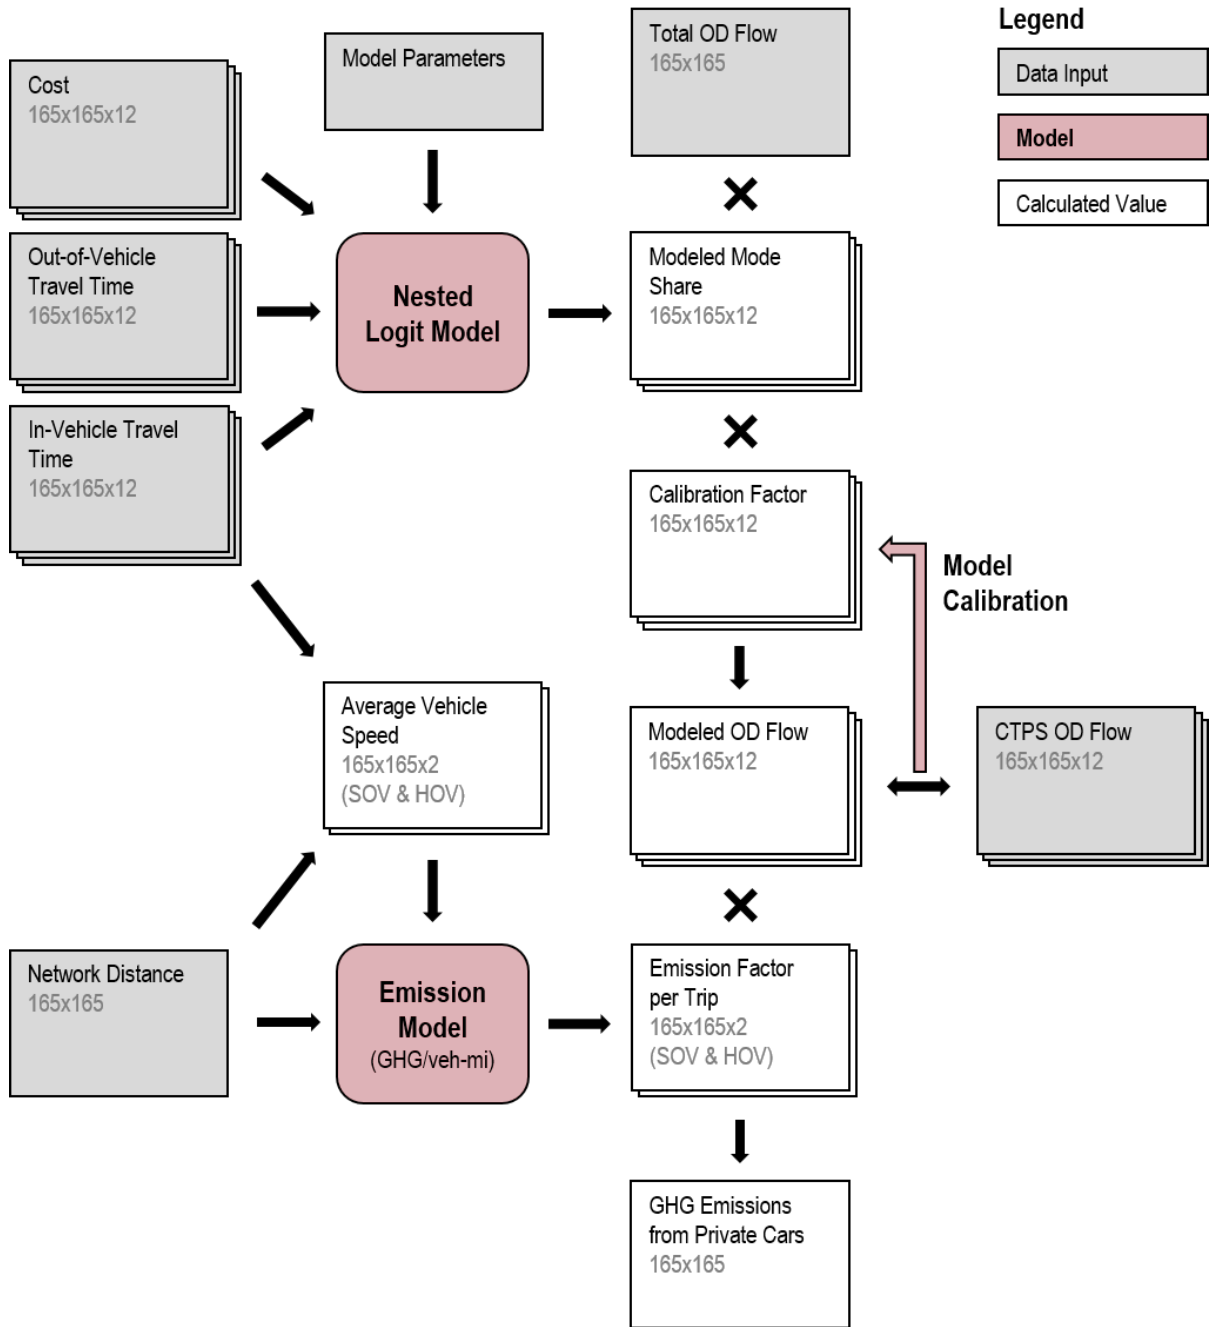 Cost
165x165x12
Model Parameters
Total OD Flow
165x165
Legend
Data Input
Model
Calculated Value
Out-of-Vehicle
Travel Time
165x165x12
Nested
Logit Model
Modeled Mode
Share
165x165x12
In-Vehicle Travel
Time
165x165x12
Calibration Factor
165x165x12
Model
Calibration
Average Vehicle
Speed
165x165x2
(SOV & HOV)
Modeled OD Flow
165x165x12
CTPS OD Flow
165x165x12
Network Distance
165x165
Emission
Model
(GHG/veh-mi)
Emission Factor
per Trip
165x165x2
(SOV & HOV)
GHG Emissions
from Private Cars
165x165